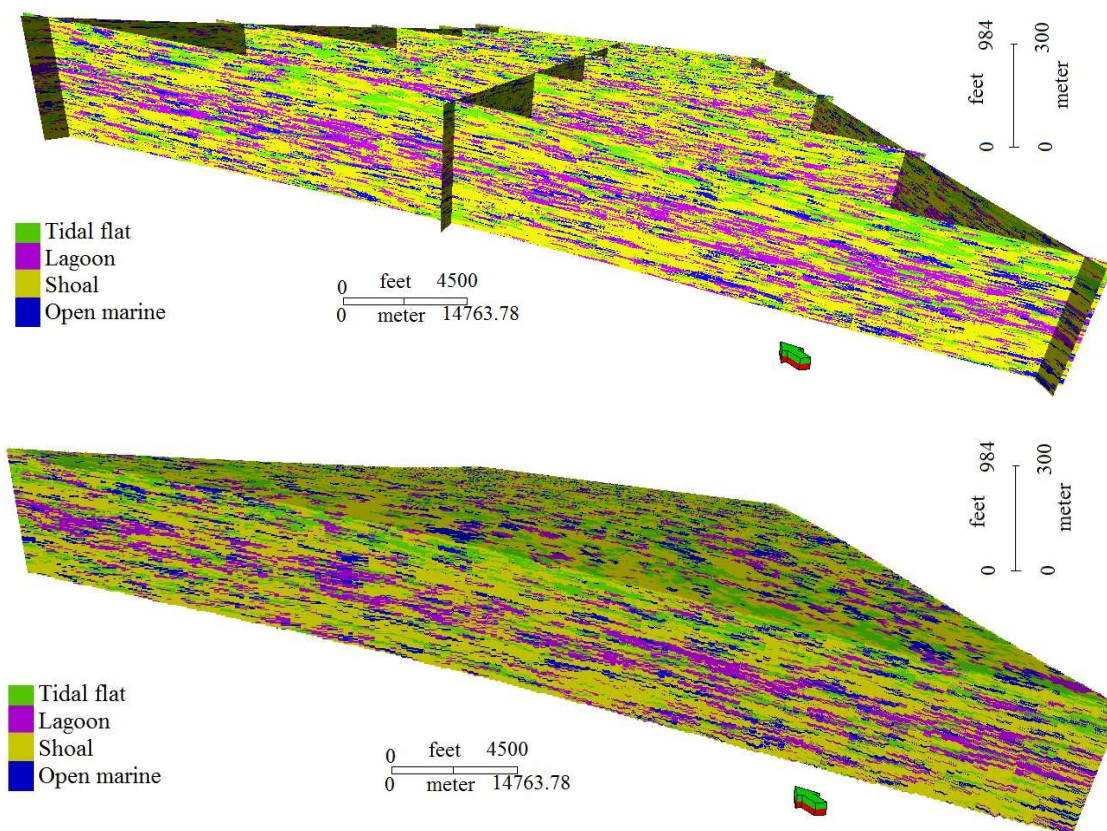 984 300
feet meter
0 0
Tidal flat
Lagoon
Shoal
Open marine
0 feet 4500
0 meter 14763.78
984 300
feet meter
0 0
Tidal flat
Lagoon
Shoal
Open marine
0 feet 4500
0 meter 14763.78